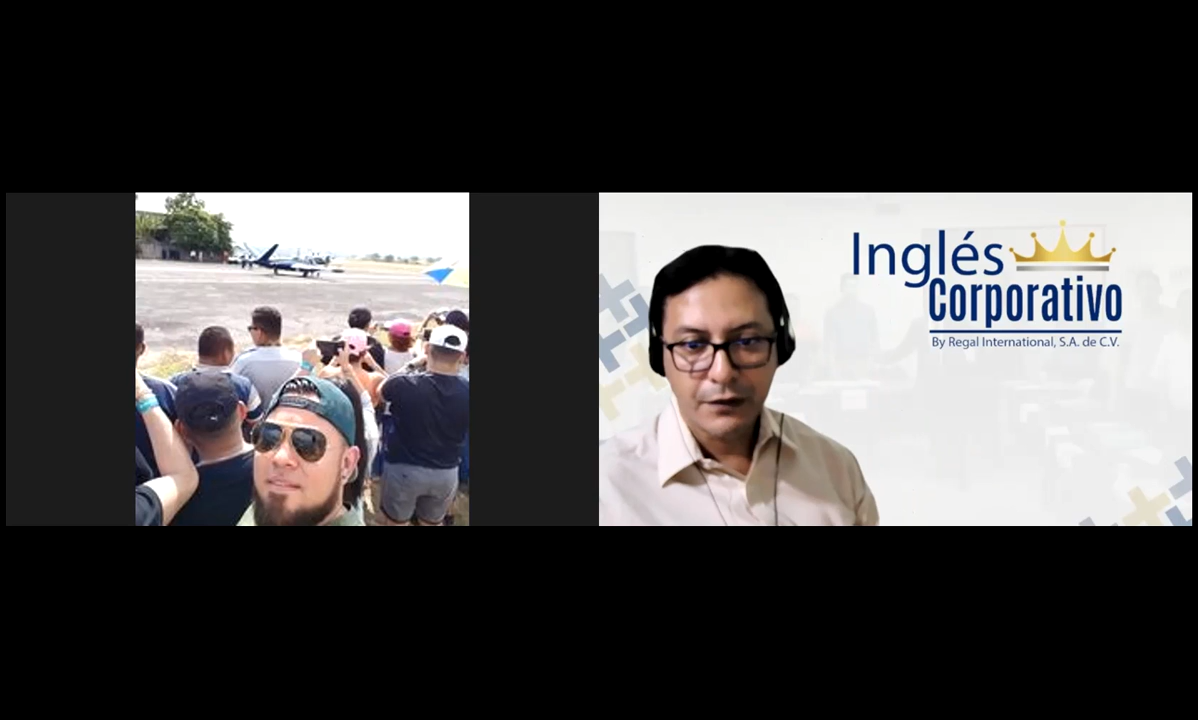 Inglés
Corporativo
By Regal International, S.A. de C.V.